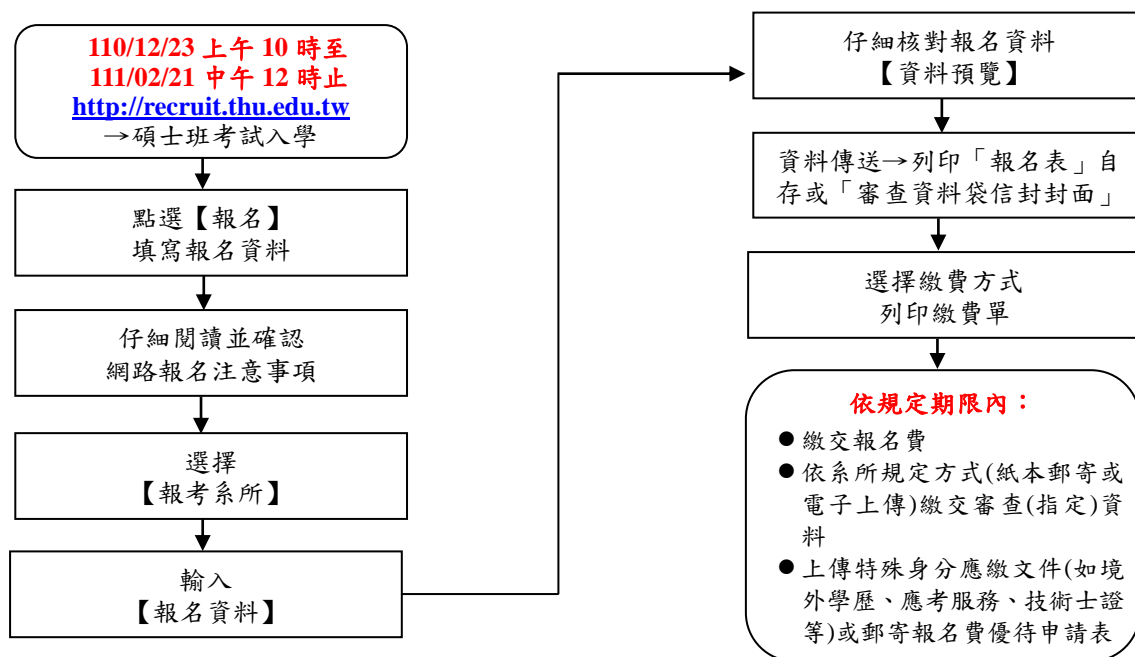 110/12/23 上午 10 時至
111/02/21 中午 12 時止
http://recruit.thu.edu.tw
→碩士班考試入學
點選【報名】
填寫報名資料
仔細閱讀並確認
網路報名注意事項
選擇
【報考系所】
輸入
【報名資料】
仔細核對報名資料
【資料預覽】
資料傳送→列印「報名表」自
存或「審查資料袋信封封面」
選擇繳費方式
列印繳費單
依規定期限內：
●繳交報名費
●依系所規定方式(紙本郵寄或
電子上傳)繳交審查(指定)資
料
●上傳特殊身分應繳文件(如境
外學歷、應考服務、技術士證
等)或郵寄報名費優待申請表